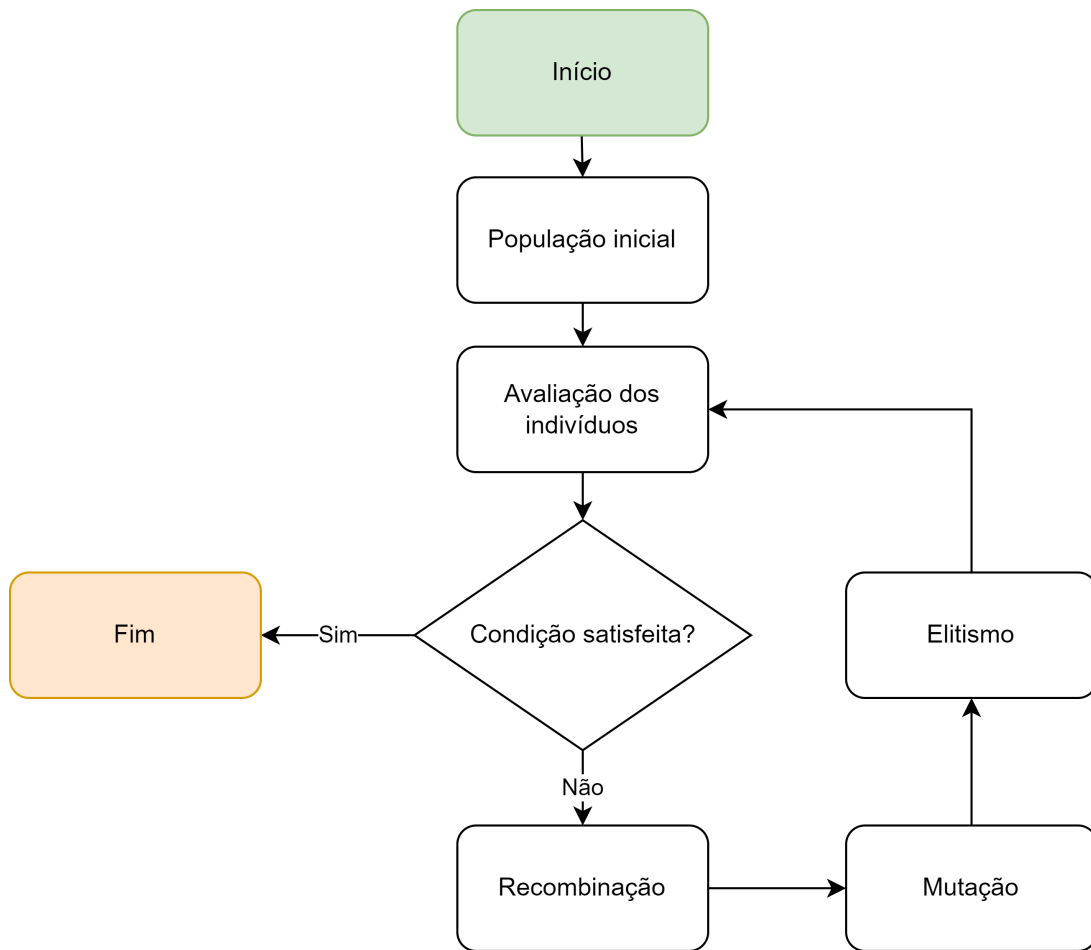 Início
População inicial
Avaliação dos
indivíduos
Condição satisfeita?
Sim
Fim
Elitismo
Não
Recombinação
Mutação